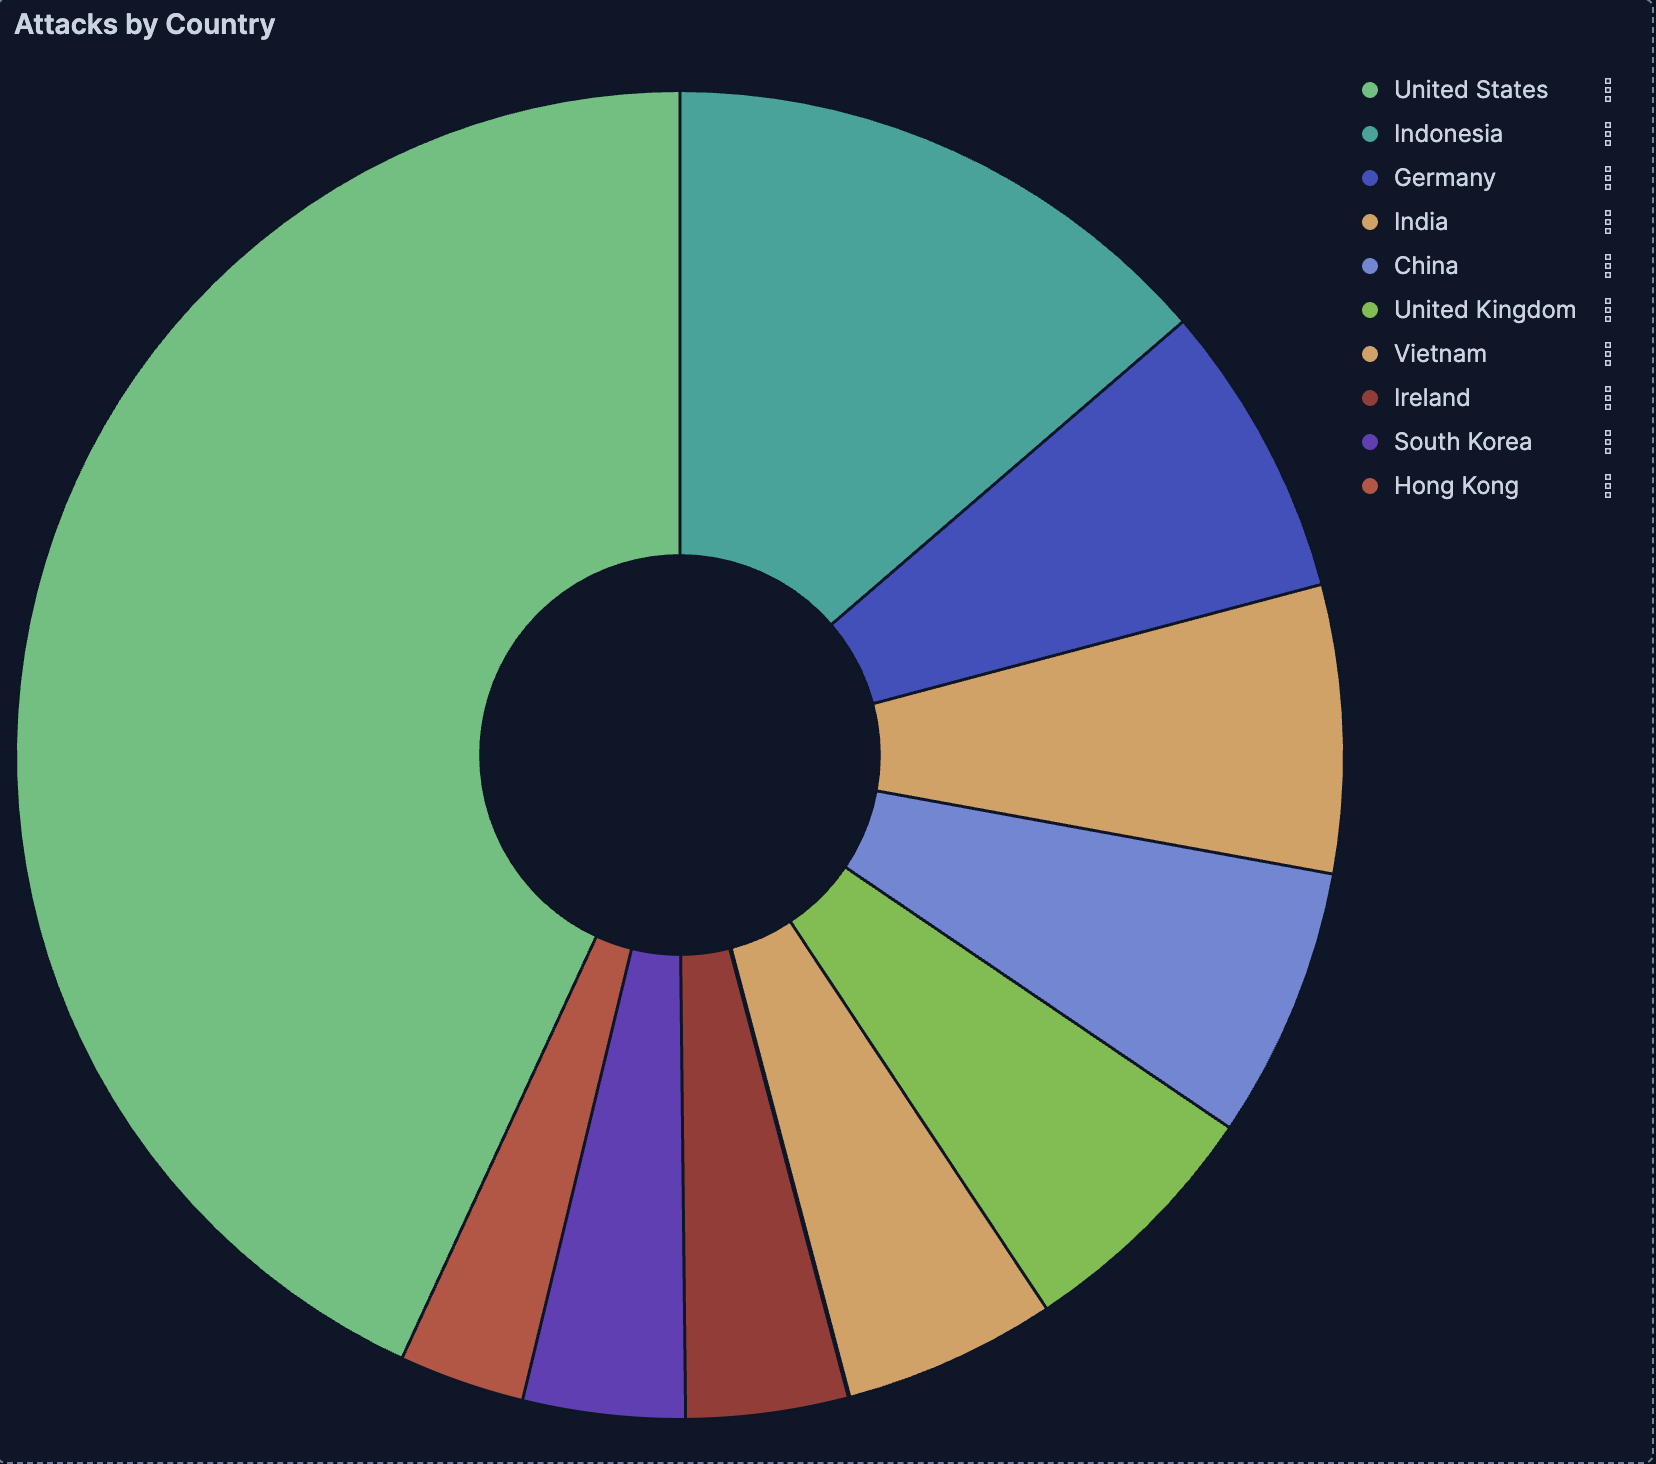 Attacks by Country
United States
Indonesia
Germany
India
China
United Kingdom
Vietnam
Ireland
South Korea
Hong Kong